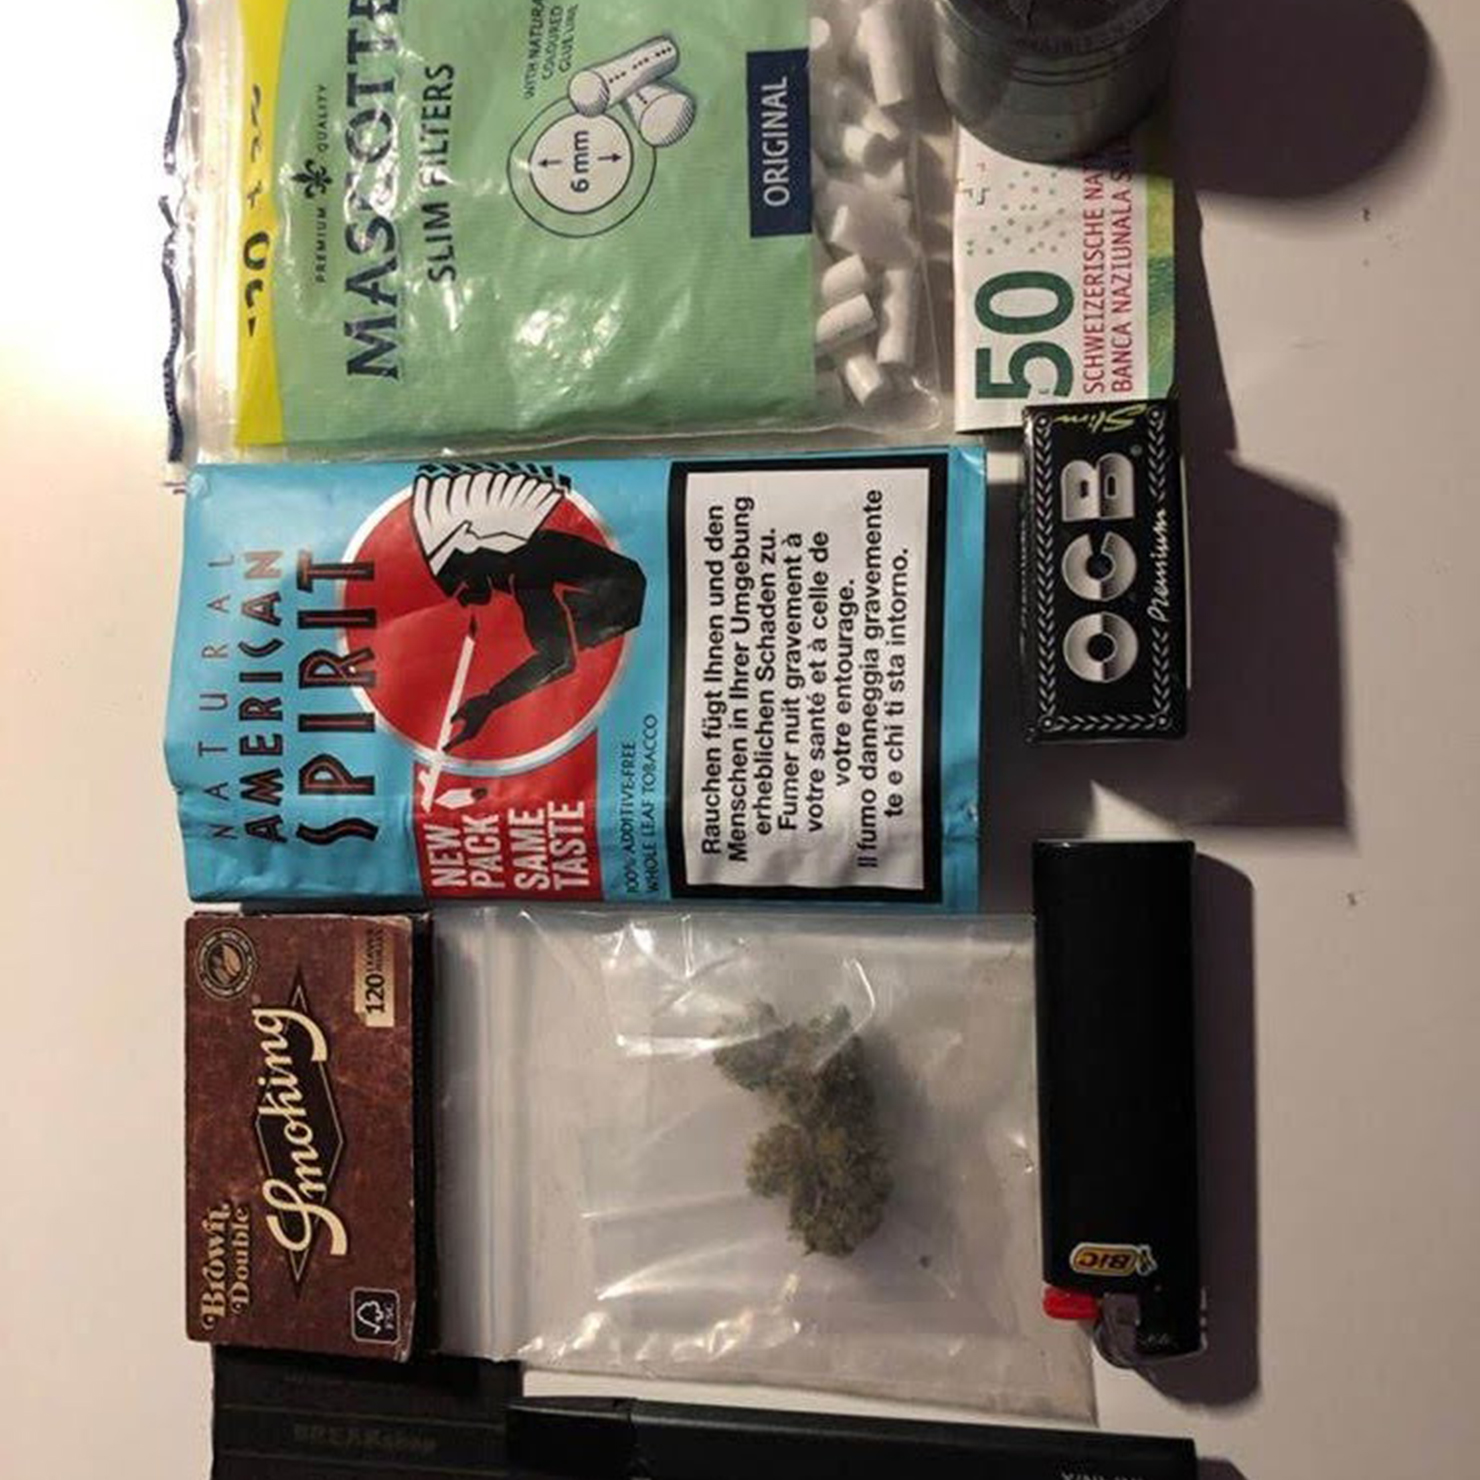 PREMIUM QUALITY
MASCOTTE
SLIM FILTERS
WITH NATURAL
COLOURED
GLUE LINE
6 mm
ORIGINAL
50
SCHWEIZERISCHE
BANCA NAZIUNALA
NATURAL
AMERICAN
SPIRIT
NEW
PACK
SAME
TASTE
100% ADDITIVE-FREE
WHOLE LEAF TOBACCO
Rauchen fügt Ihnen und den
Menschen in Ihrer Umgebung
erheblichen Schaden zu.
Fumer nuit gravement à
votre santé et à celle de
votre entourage.
Il fumo danneggia gravemente
te e chi ti sta intorno.
Slim
OCB
Premium
Brown
Double
Smoking
120
FSC
BIC